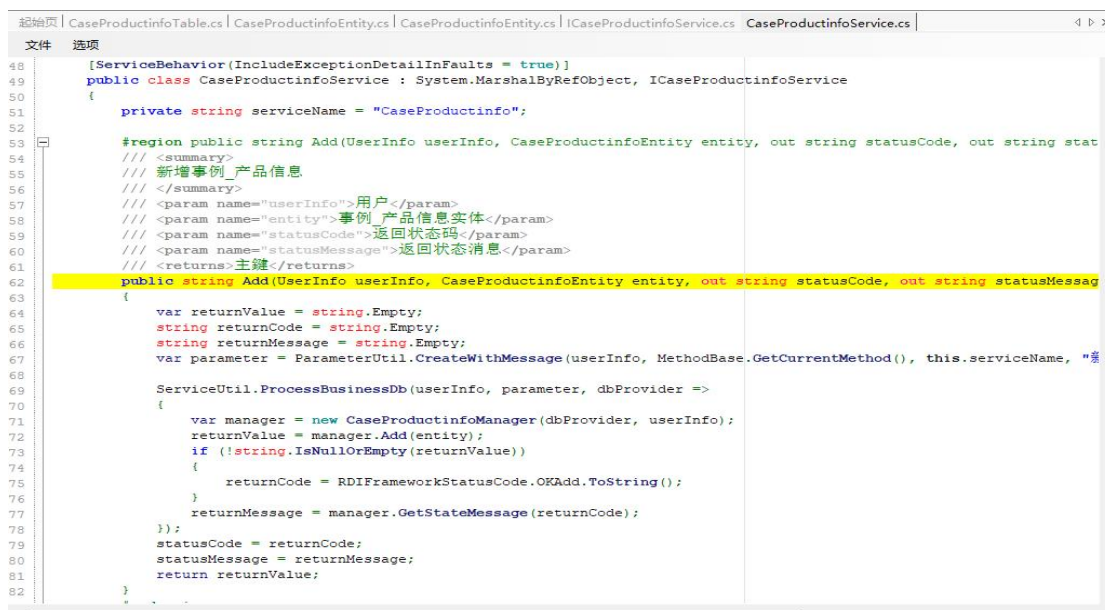 起始页 CaseProductinfoTable.cs CaseProductinfoEntity.cs CaseProductinfoEntity.cs ICaseProductinfoService.cs CaseProductinfoService.cs
文件 选项
48 [ServiceBehavior(IncludeExceptionDetailInFaults = true)]
49 public class CaseProductinfoService : System.MarshalByRefObject, ICaseProductinfoService
50 {
51 private string serviceName = "CaseProductinfo";
52
53 #region public string Add(UserInfo userInfo, CaseProductinfoEntity entity, out string statusCode, out string stat
54 /// <summary>
55 /// 新增事例_产品信息
56 /// </summary>
57 /// <param name="userInfo">用户</param>
58 /// <param name="entity">事例_产品信息实体</param>
59 /// <param name="statusCode">返回状态码</param>
60 /// <param name="statusMessage">返回状态消息</param>
61 /// <returns>主鍵</returns>
62 public string Add(UserInfo userInfo, CaseProductinfoEntity entity, out string statusCode, out string statusMessag
63 {
64 var returnValue = string.Empty;
65 string returnCode = string.Empty;
66 string returnMessage = string.Empty;
67 var parameter = ParameterUtil.CreateWithMessage(userInfo, MethodBase.GetCurrentMethod(), this.serviceName, "
68
69 ServiceUtil.ProcessBusinessDb(userInfo, parameter, dbProvider =>
70 {
71 var manager = new CaseProductinfoManager(dbProvider, userInfo);
72 returnValue = manager.Add(entity);
73 if (!string.IsNullOrEmpty(returnValue))
74 {
75 returnCode = RDIFrameworkStatusCode.OKAdd.ToString();
76 }
77 returnMessage = manager.GetStateMessage(returnCode);
78 });
79 statusCode = returnCode;
80 statusMessage = returnMessage;
81 return returnValue;
82 }